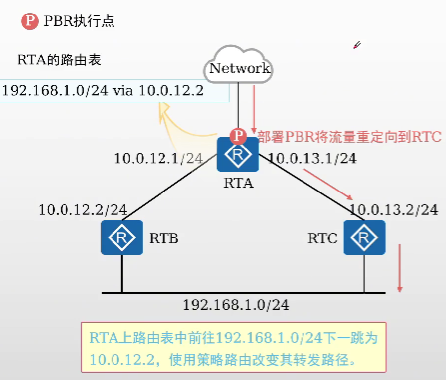 P PBR执行点
RTA的路由表
192.168.1.0/24 via 10.0.12.2
Network
P 部署PBR将流量重定向到RTC
10.0.12.1/24
10.0.13.1/24
R
RTA
10.0.12.2/24
10.0.13.2/24
R RTB
RTC R
192.168.1.0/24
RTA上路由表中前往192.168.1.0/24下一跳为
10.0.12.2，使用策略路由改变其转发路径。